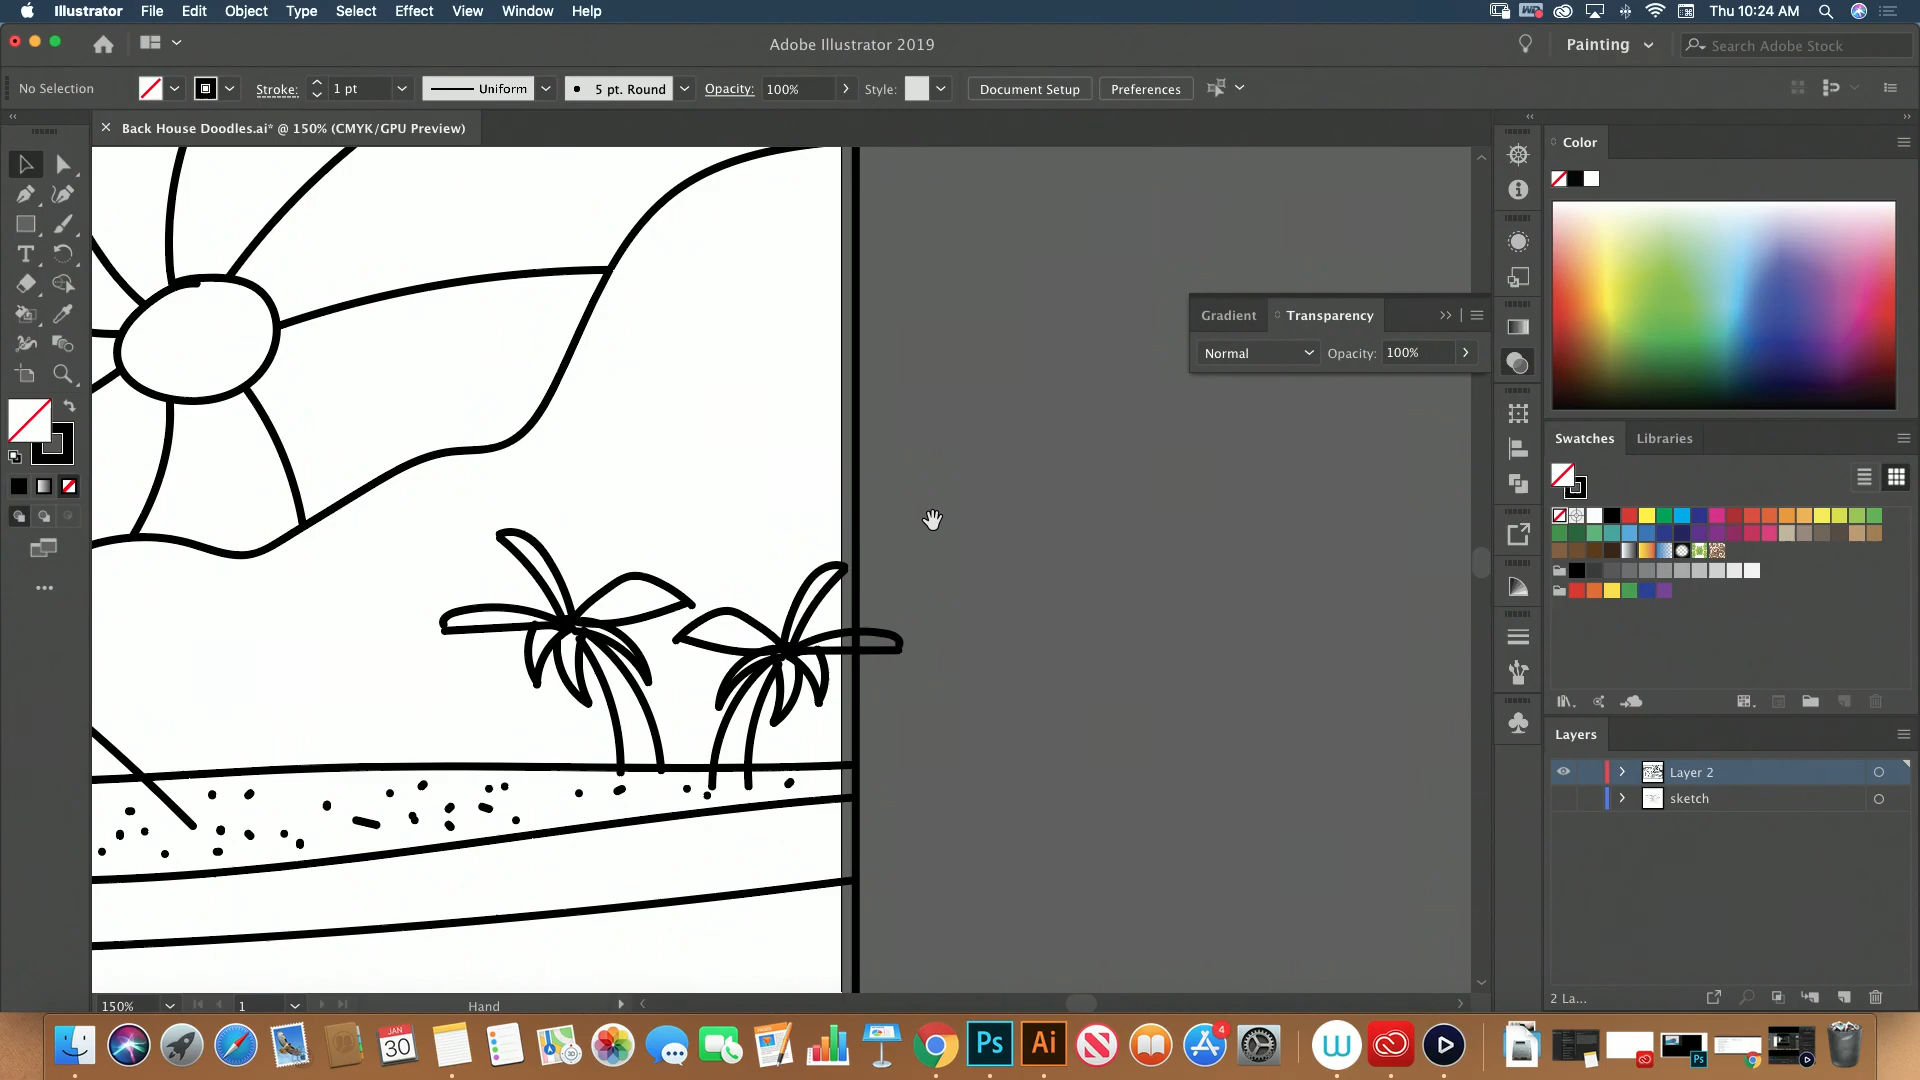 Illustrator File Edit Object Type Select Effect View Window Help
Thu 10:24 AM
Adobe Illustrator 2019
Painting
Search Adobe Stock
No Selection
Stroke:
1 pt
Uniform
5 pt. Round
Opacity:
100%
Style:
Document Setup
Preferences
Back House Doodles.ai* @ 150% (CMYK/GPU Preview)
Color
Gradient
Transparency
Normal
Opacity:
100%
Swatches
Libraries
Layers
Layer 2
sketch
2 La...
150%
1
Hand
JAN
30
Ps
Ai
4